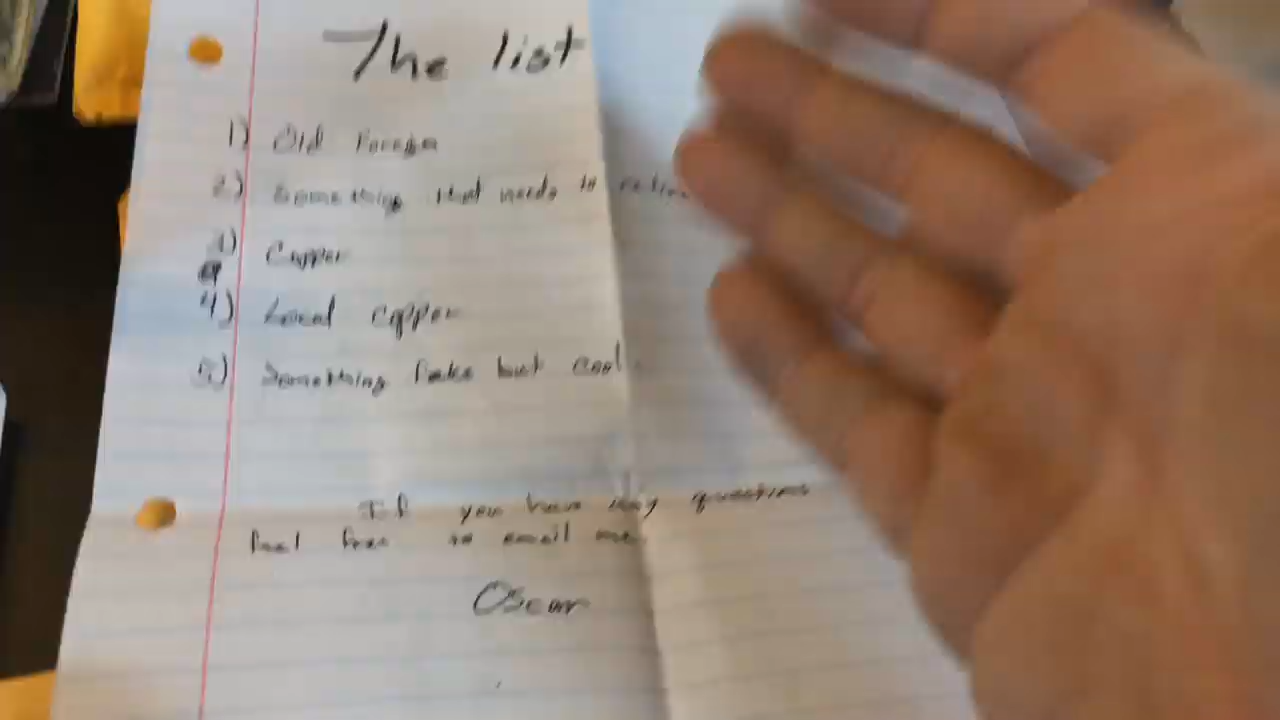 The list
1) Old Foreign
2) Something that needs to
3) Copper
4) Local copper
5) Something fake but cool.
If you have any questions
feel free to email me.
Oscar